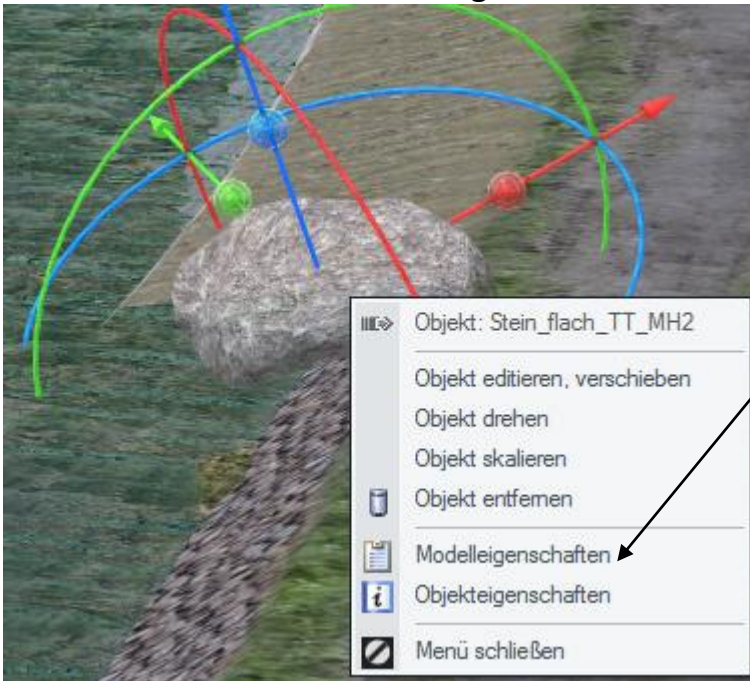 Objekt: Stein_flach_TT_MH2
Objekt editieren, verschieben
Objekt drehen
Objekt skalieren
Objekt entfernen
Modelleigenschaften
Objekteigenschaften
Menü schließen